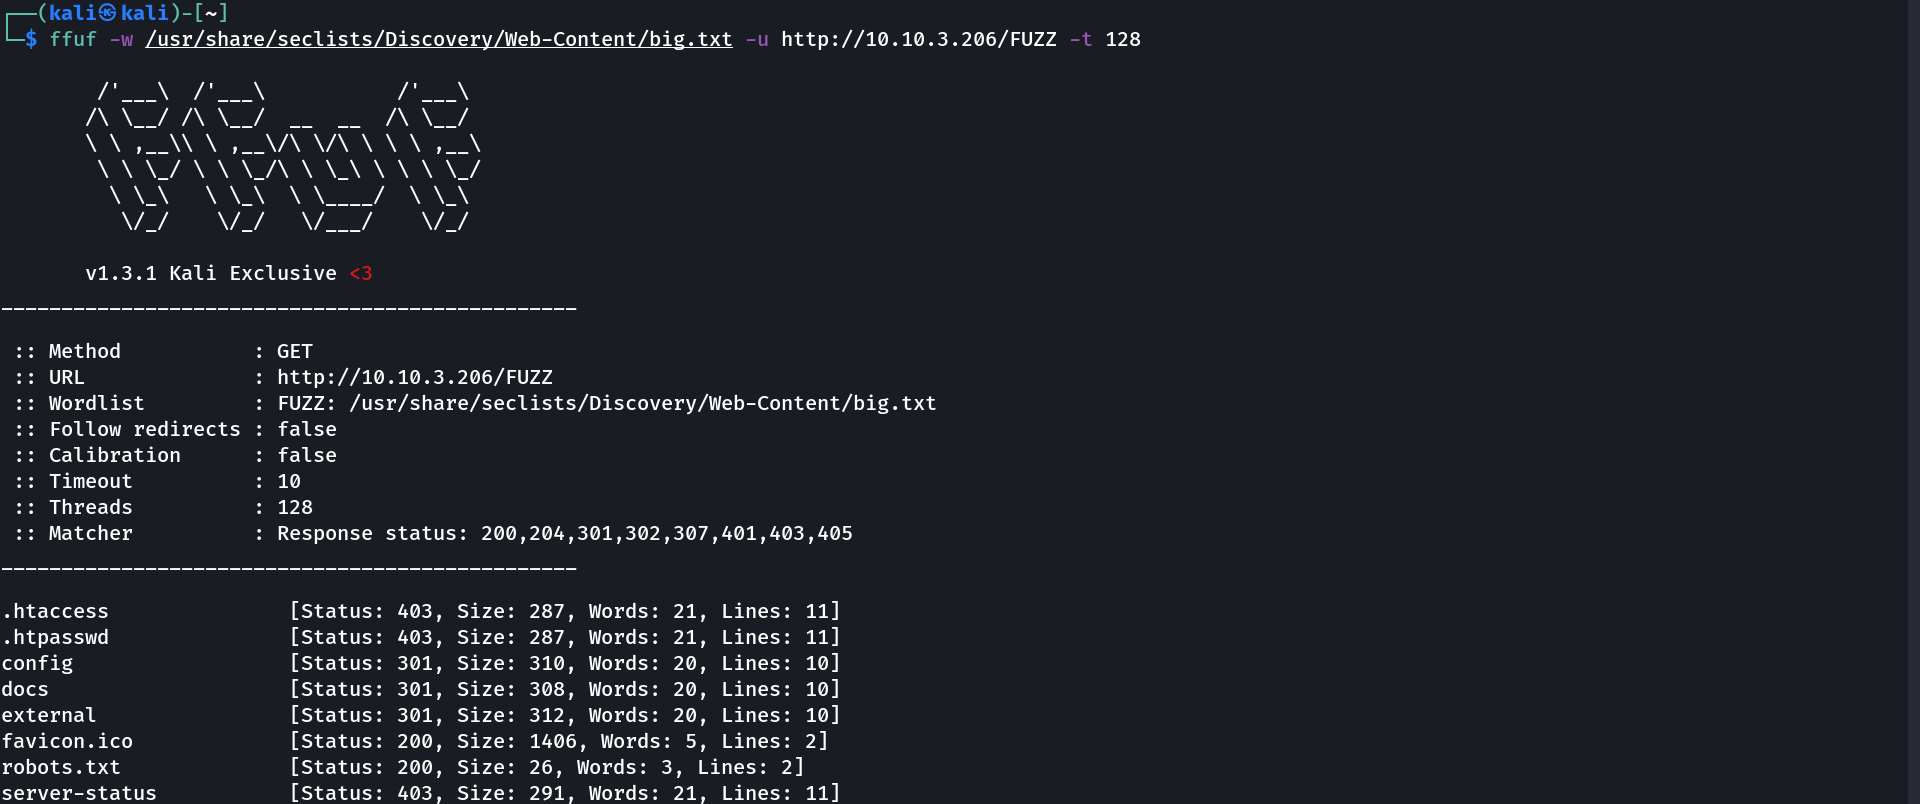 ┌──(kali㉿kali)-[~]
└─$ ffuf -w /usr/share/seclists/Discovery/Web-Content/big.txt -u http://10.10.3.206/FUZZ -t 128

        /'___\  /'___\           /'___\
       /\ \__/ /\ \__/  __  __  /\ \__/
       \ \ ,__\\ \ ,__\/\ \/\ \ \ \ ,__\
        \ \ \_/ \ \ \_/\ \ \_\ \ \ \ \_/
         \ \_\   \ \_\  \ \____/  \ \_\
          \/_/    \/_/   \/___/    \/_/

       v1.3.1 Kali Exclusive <3
________________________________________________

 :: Method           : GET
 :: URL              : http://10.10.3.206/FUZZ
 :: Wordlist         : FUZZ: /usr/share/seclists/Discovery/Web-Content/big.txt
 :: Follow redirects : false
 :: Calibration      : false
 :: Timeout          : 10
 :: Threads          : 128
 :: Matcher          : Response status: 200,204,301,302,307,401,403,405
________________________________________________

.htaccess               [Status: 403, Size: 287, Words: 21, Lines: 11]
.htpasswd               [Status: 403, Size: 287, Words: 21, Lines: 11]
config                  [Status: 301, Size: 310, Words: 20, Lines: 10]
docs                    [Status: 301, Size: 308, Words: 20, Lines: 10]
external                [Status: 301, Size: 312, Words: 20, Lines: 10]
favicon.ico             [Status: 200, Size: 1406, Words: 5, Lines: 2]
robots.txt              [Status: 200, Size: 26, Words: 3, Lines: 2]
server-status           [Status: 403, Size: 291, Words: 21, Lines: 11]